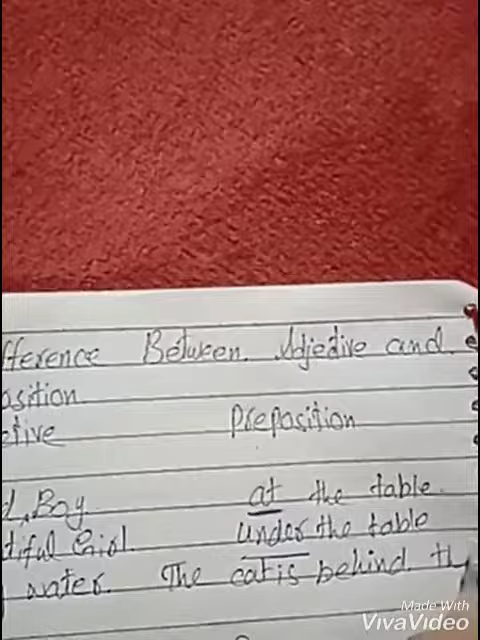 fference Between Adjective and
osition
ctive Preposition
d, Boy at the table
tiful Girl under the table
water. The cat is behind th
Made With
VivaVideo